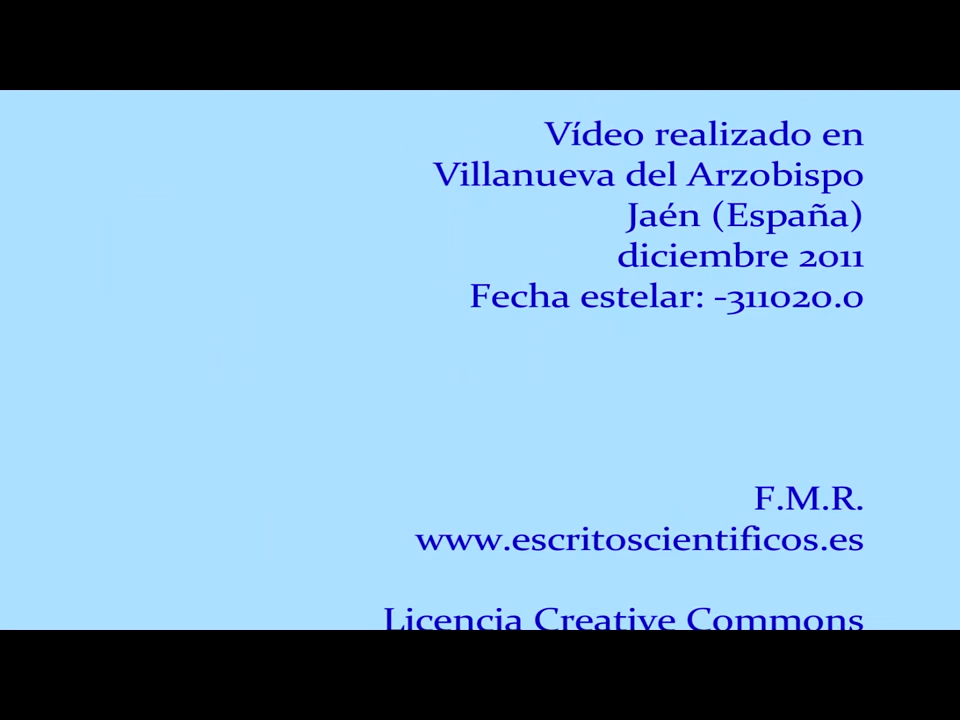 Vídeo realizado en
Villanueva del Arzobispo
Jaén (España)
diciembre 2011
Fecha estelar: -311020.0
F.M.R.
www.escritoscientificos.es
Licencia Creative Commons